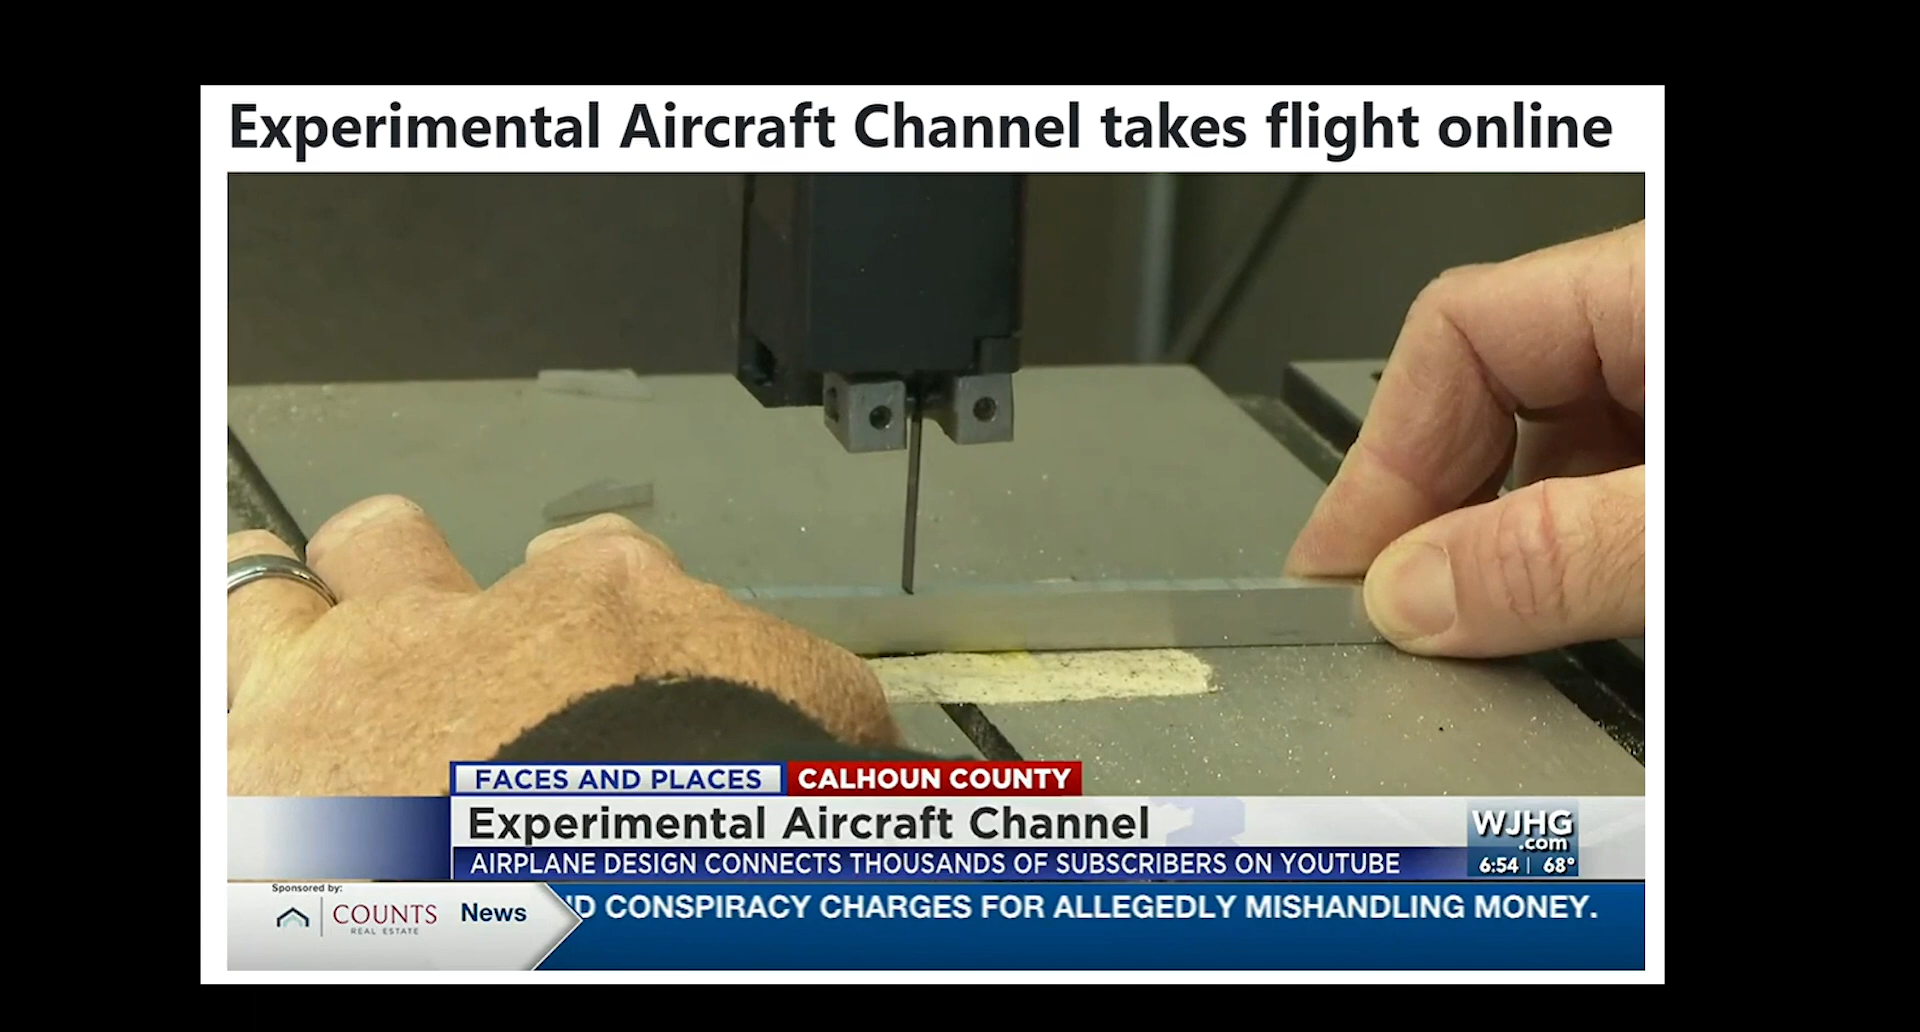 Experimental Aircraft Channel takes flight online
FACES AND PLACES CALHOUN COUNTY
Experimental Aircraft Channel
AIRPLANE DESIGN CONNECTS THOUSANDS OF SUBSCRIBERS ON YOUTUBE
WJHG
.com
6:54 | 68°
Sponsored by:
COUNTS
REAL ESTATE
News
CONSPIRACY CHARGES FOR ALLEGEDLY MISHANDLING MONEY.